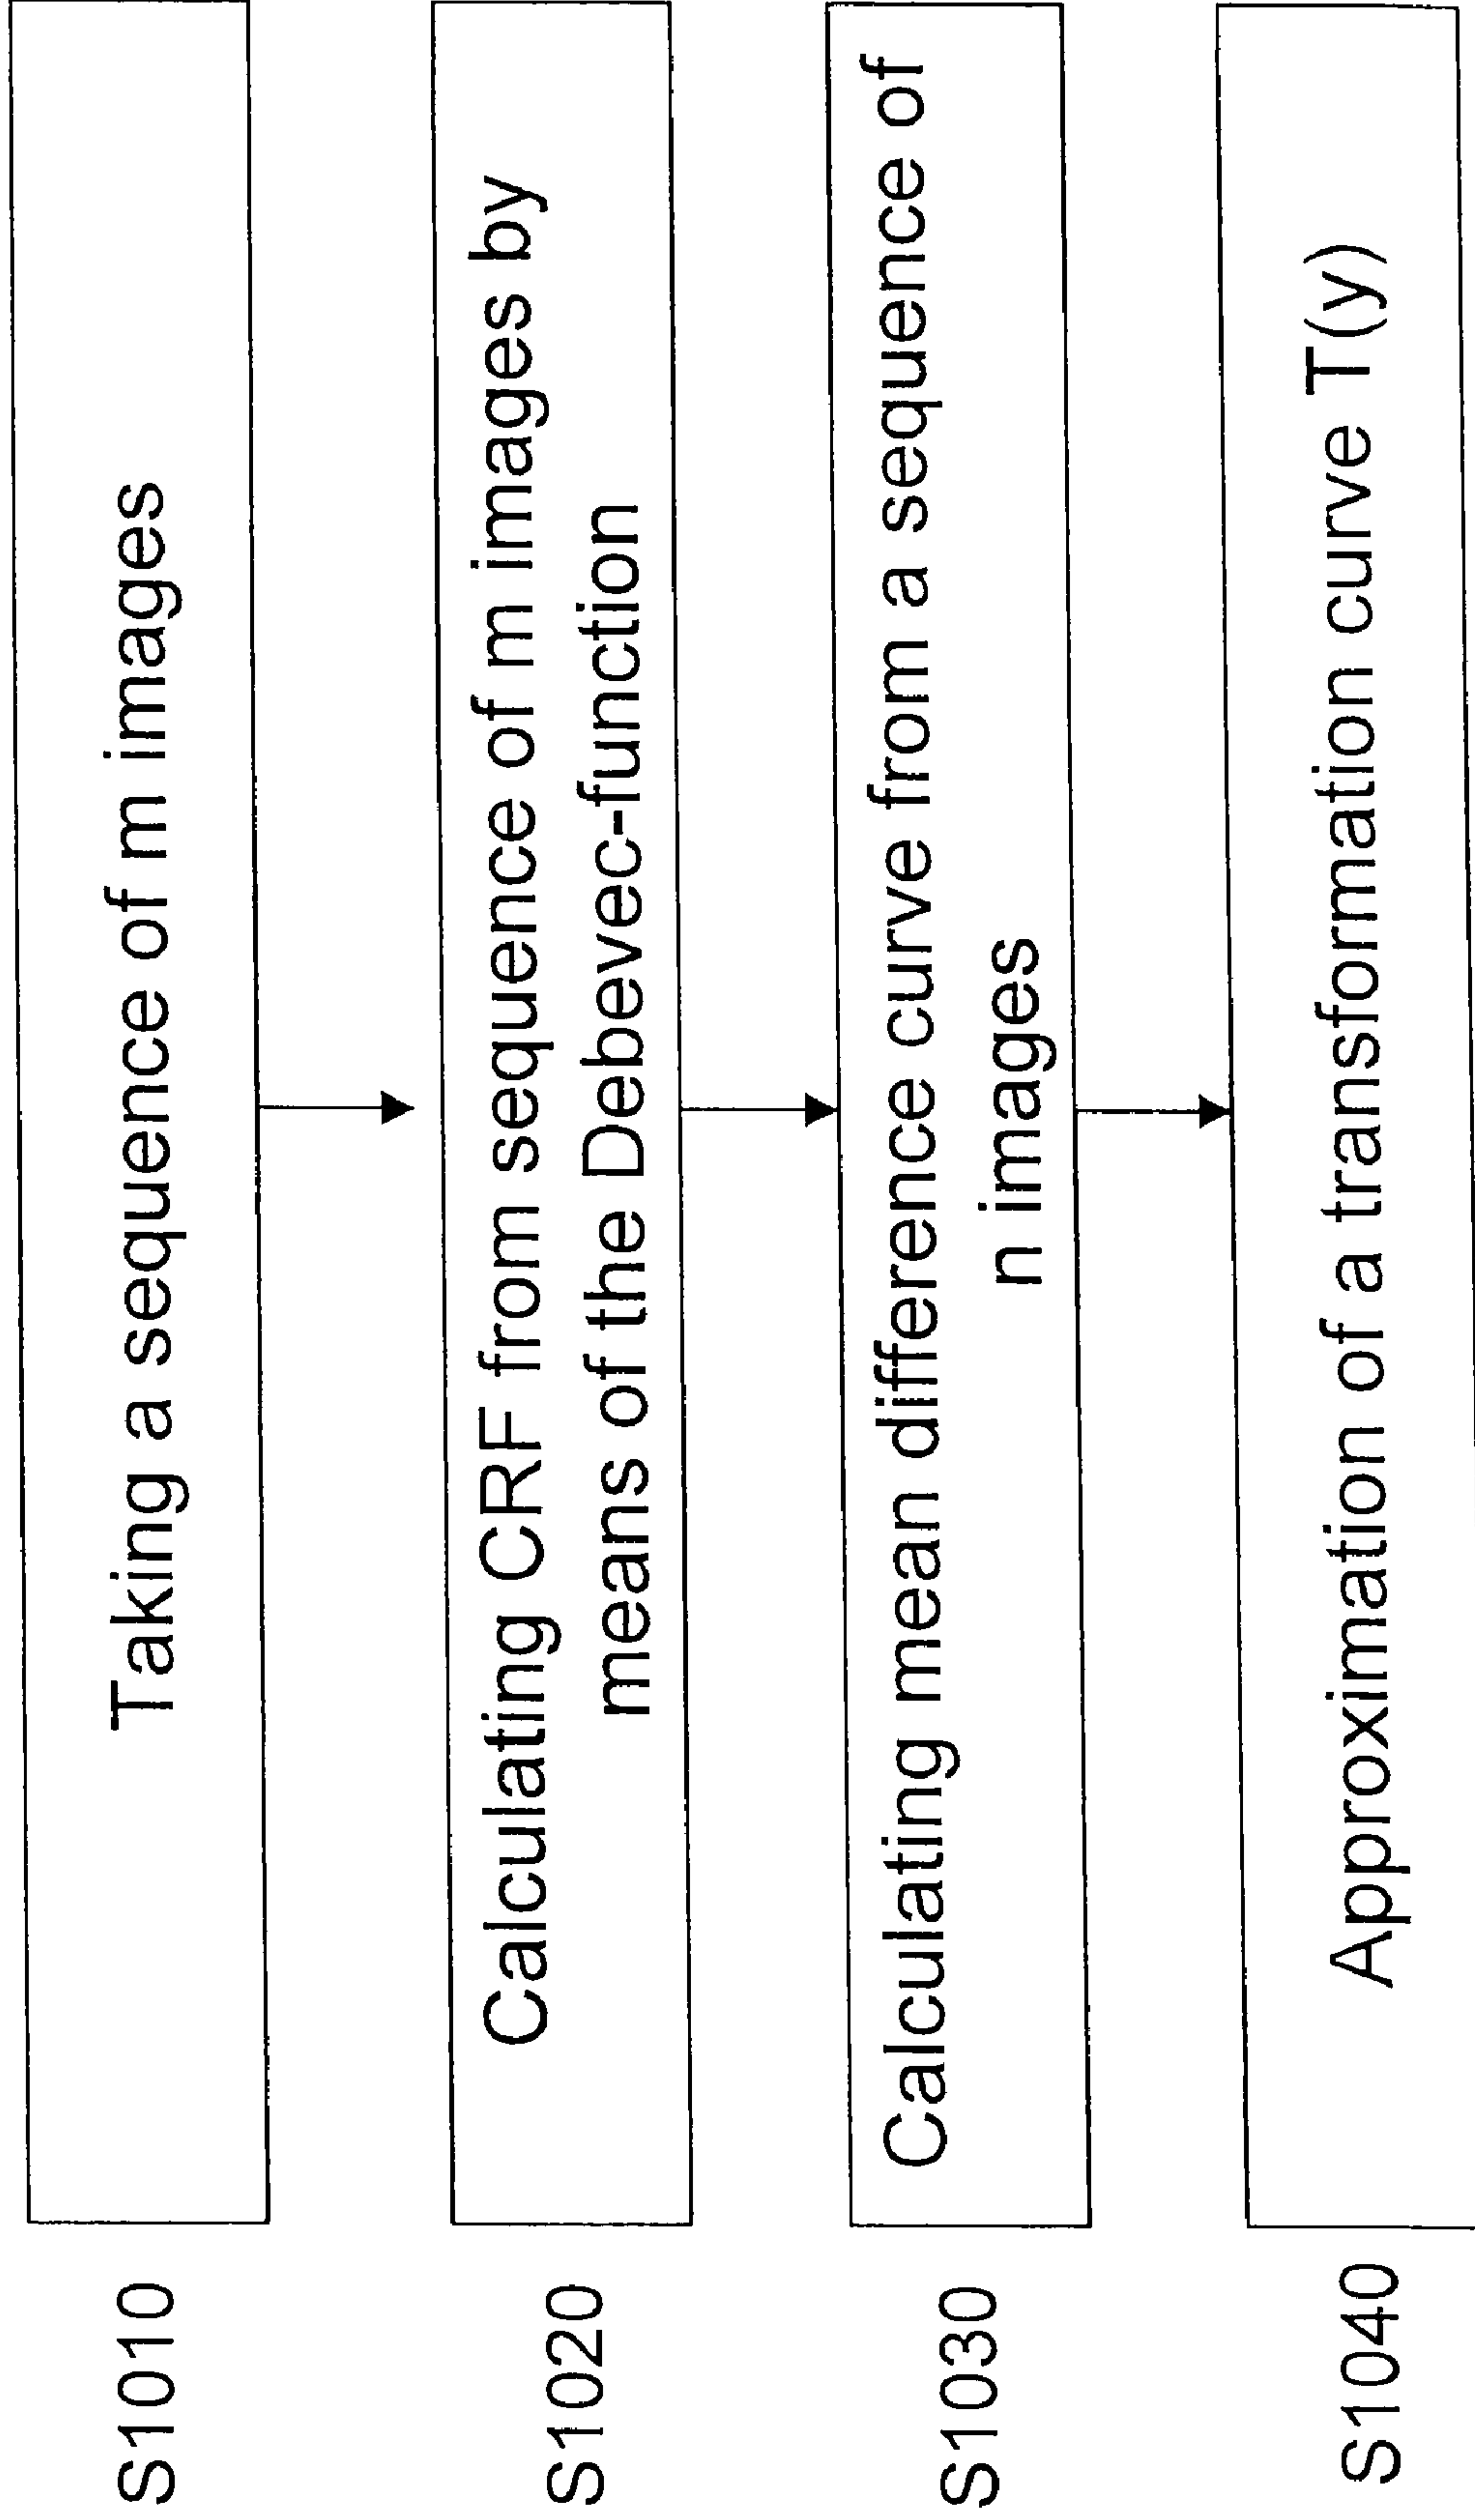 S1010
Taking a sequence of m images
S1020
Calculating CRF from sequence of m images by
means of the Debevec-function
S1030
Calculating mean difference curve from a sequence of
n images
S1040
Approximation of a transformation curve T(y)